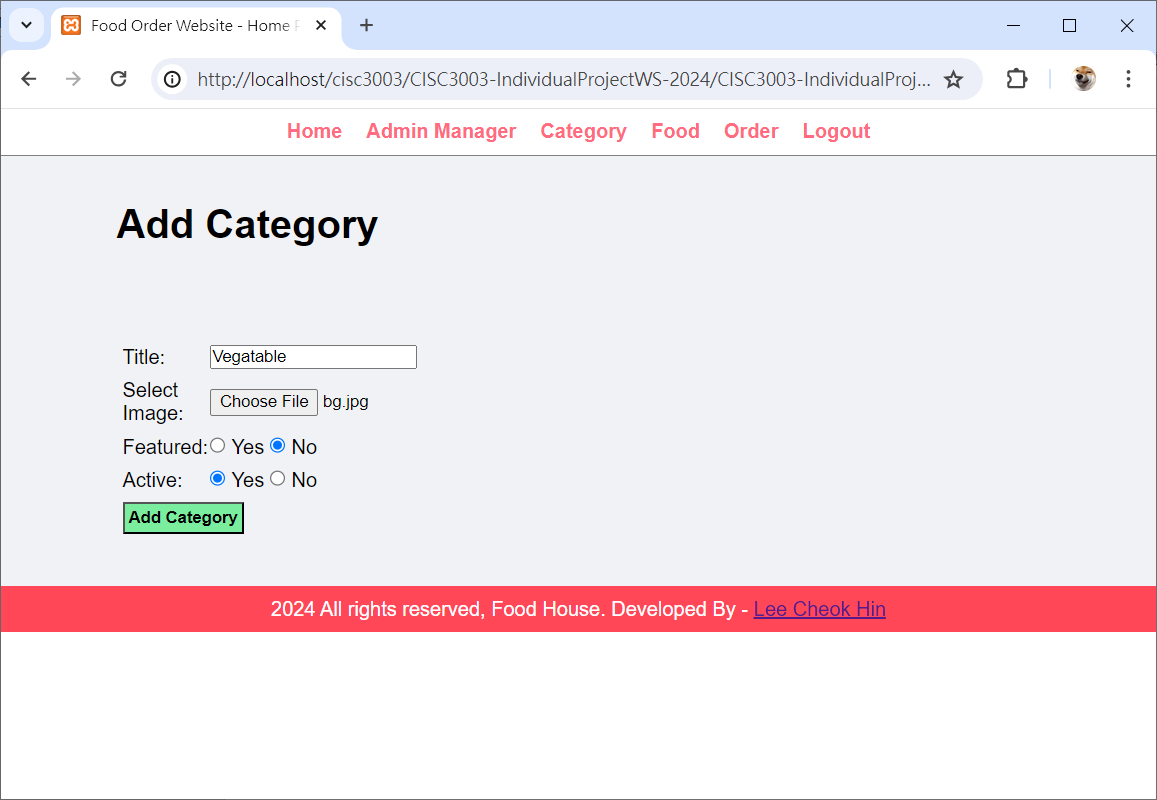 Food Order Website - Home
http://localhost/cisc3003/CISC3003-IndividualProjectWS-2024/CISC3003-IndividualProj...
Home Admin Manager Category Food Order Logout
Add Category
Title: Vegatable
Select Image: Choose File bg.jpg
Featured: Yes No
Active: Yes No
Add Category
2024 All rights reserved, Food House. Developed By - Lee Cheok Hin